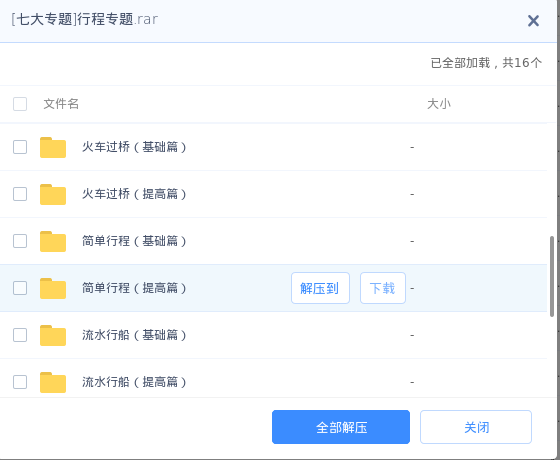 [七大专题]行程专题.rar
已全部加载，共16个
文件名 大小
火车过桥（基础篇） -
火车过桥（提高篇） -
简单行程（基础篇） -
简单行程（提高篇） 解压到 下载 -
流水行船（基础篇） -
流水行船（提高篇） -
全部解压 关闭